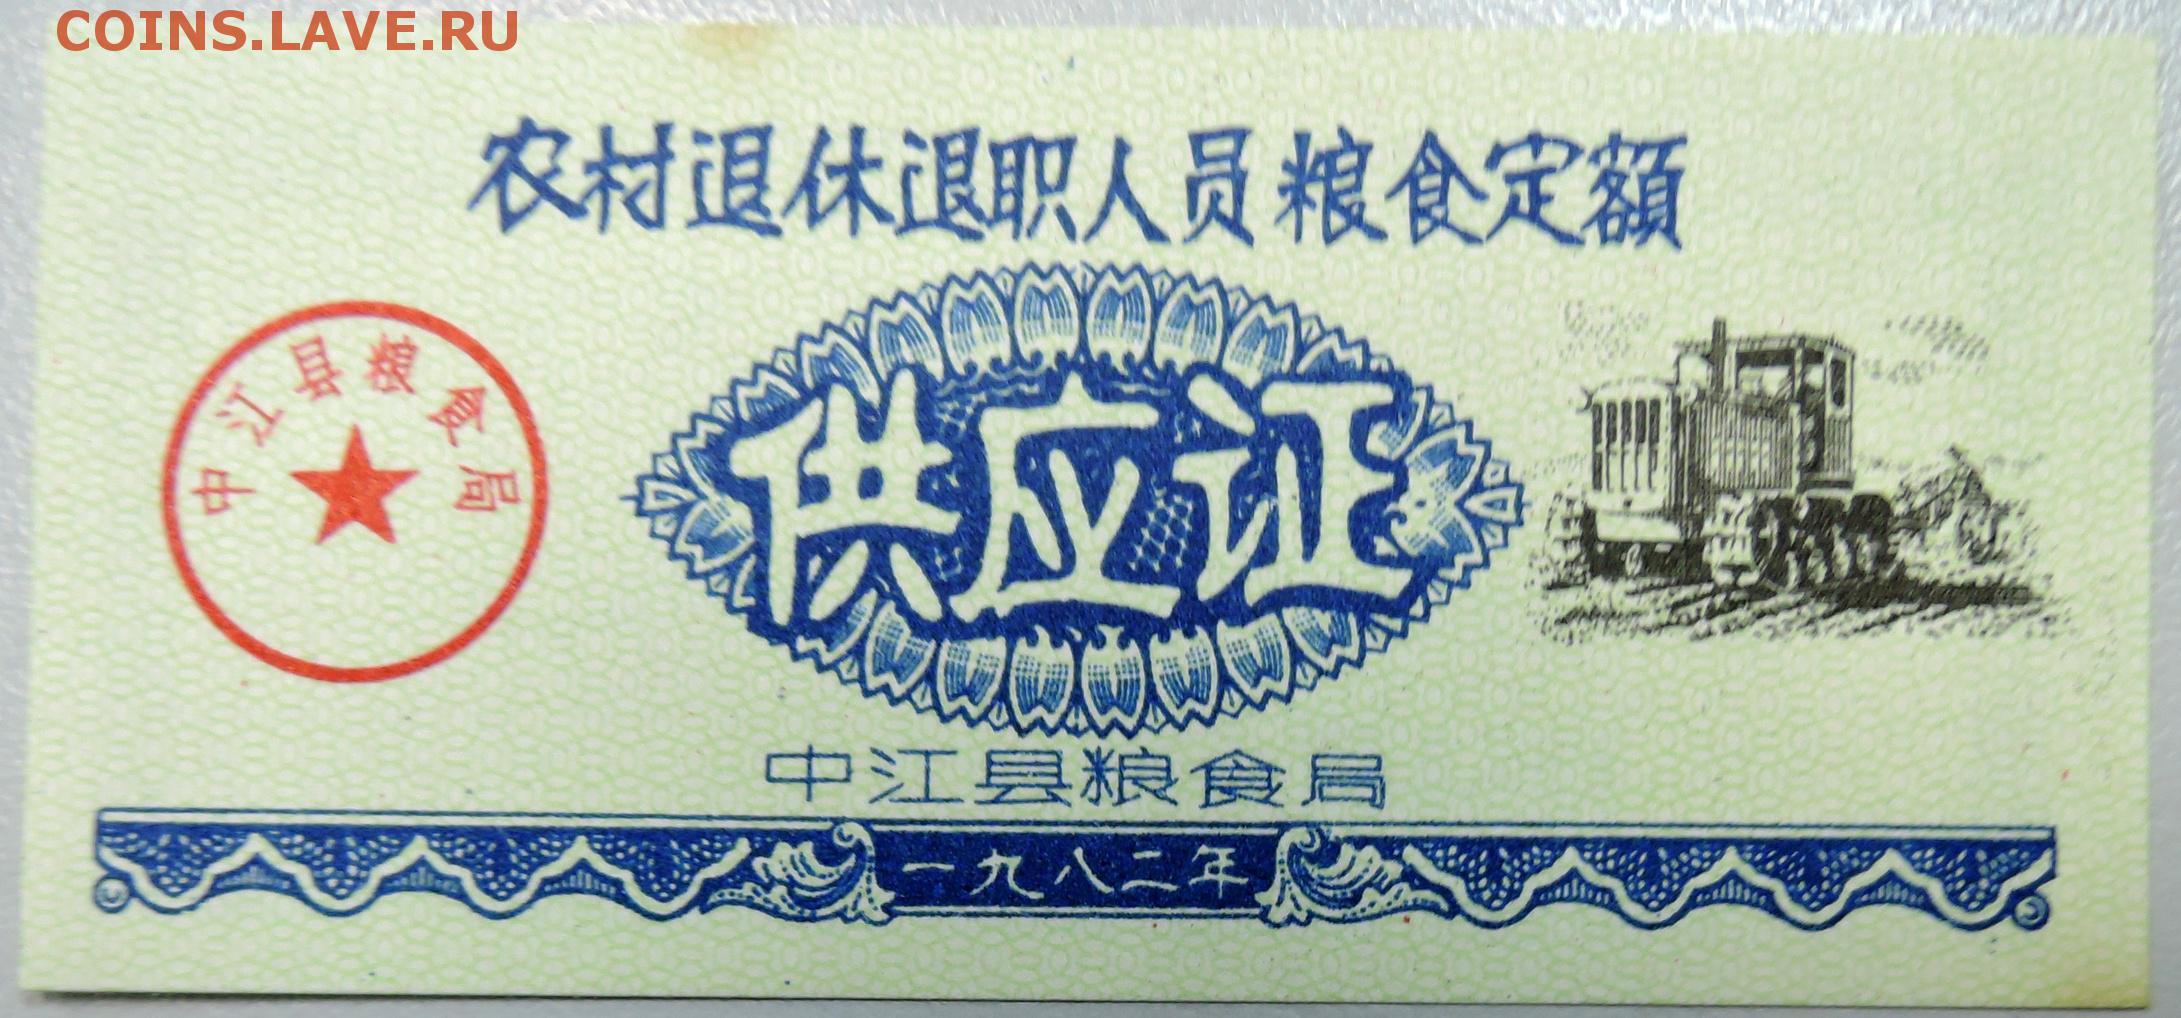 COINS.LAVE.RU
农村退休退职人员粮食定额
中江县粮食局
供应证
中江县粮食局
一九八二年